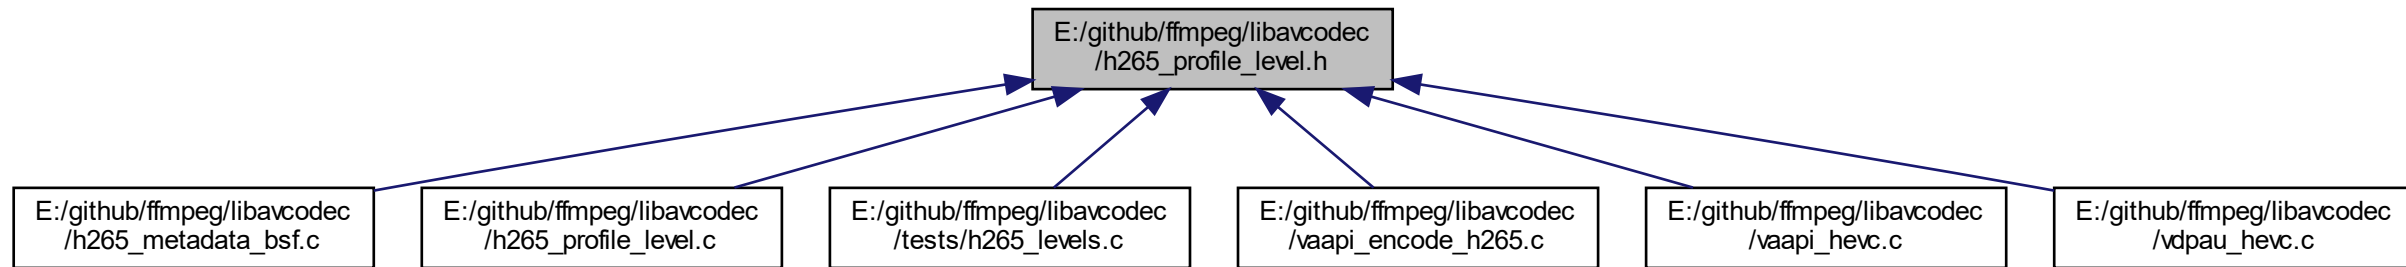 E:/github/ffmpeg/libavcodec
/h265_profile_level.h
E:/github/ffmpeg/libavcodec
/h265_metadata_bsf.c
E:/github/ffmpeg/libavcodec
/h265_profile_level.c
E:/github/ffmpeg/libavcodec
/tests/h265_levels.c
E:/github/ffmpeg/libavcodec
/vaapi_encode_h265.c
E:/github/ffmpeg/libavcodec
/vaapi_hevc.c
E:/github/ffmpeg/libavcodec
/vdpau_hevc.c